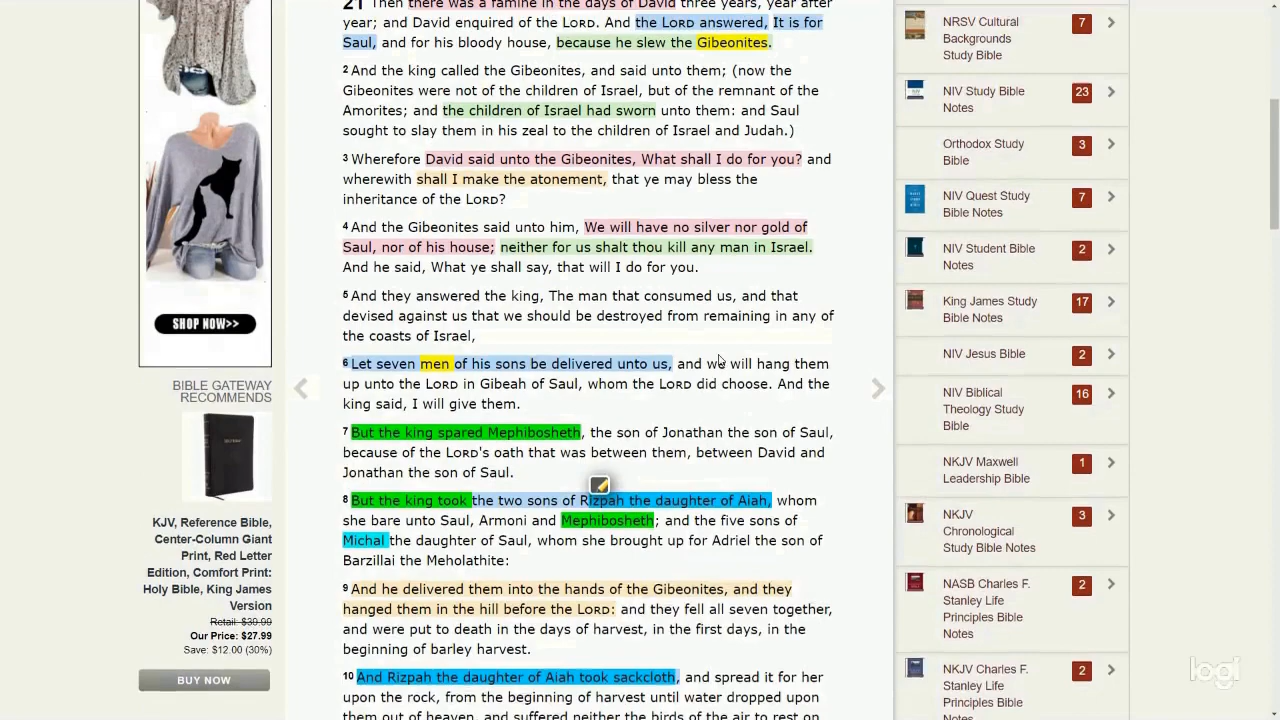 21 Then there was a famine in the days of David three years, year after
year; and David enquired of the LORD. And the LORD answered, It is for
Saul, and for his bloody house, because he slew the Gibeonites.
2 And the king called the Gibeonites, and said unto them; (now the
Gibeonites were not of the children of Israel, but of the remnant of the
Amorites; and the children of Israel had sworn unto them: and Saul
sought to slay them in his zeal to the children of Israel and Judah.)
3 Wherefore David said unto the Gibeonites, What shall I do for you? and
wherewith shall I make the atonement, that ye may bless the
inheritance of the LORD?
4 And the Gibeonites said unto him, We will have no silver nor gold of
Saul, nor of his house; neither for us shalt thou kill any man in Israel.
And he said, What ye shall say, that will I do for you.
5 And they answered the king, The man that consumed us, and that
devised against us that we should be destroyed from remaining in any of
the coasts of Israel,
6 Let seven men of his sons be delivered unto us, and we will hang them
up unto the LORD in Gibeah of Saul, whom the LORD did choose. And the
king said, I will give them.
7 But the king spared Mephibosheth, the son of Jonathan the son of Saul,
because of the LORD's oath that was between them, between David and
Jonathan the son of Saul.
8 But the king took the two sons of Rizpah the daughter of Aiah, whom
she bare unto Saul, Armoni and Mephibosheth; and the five sons of
Michal the daughter of Saul, whom she brought up for Adriel the son of
Barzillai the Meholathite:
9 And he delivered them into the hands of the Gibeonites, and they
hanged them in the hill before the LORD: and they fell all seven together,
and were put to death in the days of harvest, in the first days, in the
beginning of barley harvest.
10 And Rizpah the daughter of Aiah took sackcloth, and spread it for her
upon the rock, from the beginning of harvest until water dropped upon
them out of heaven, and suffered neither the birds of the air to rest on
SHOP NOW>>
BIBLE GATEWAY
RECOMMENDS
KJV, Reference Bible,
Center-Column Giant
Print, Red Letter
Edition, Comfort Print:
Holy Bible, King James
Version
Retail: $39.99
Our Price: $27.99
Save: $12.00 (30%)
BUY NOW
NRSV Cultural
Backgrounds
Study Bible
7
NIV Study Bible
Notes
23
Orthodox Study
Bible
3
NIV Quest Study
Bible Notes
7
NIV Student Bible
Notes
2
King James Study
Bible Notes
17
NIV Jesus Bible
2
NIV Biblical
Theology Study
Bible
16
NKJV Maxwell
Leadership Bible
1
NKJV
Chronological
Study Bible Notes
3
NASB Charles F.
Stanley Life
Principles Bible
Notes
2
NKJV Charles F.
Stanley Life
Principles Bible
Notes
2
logi